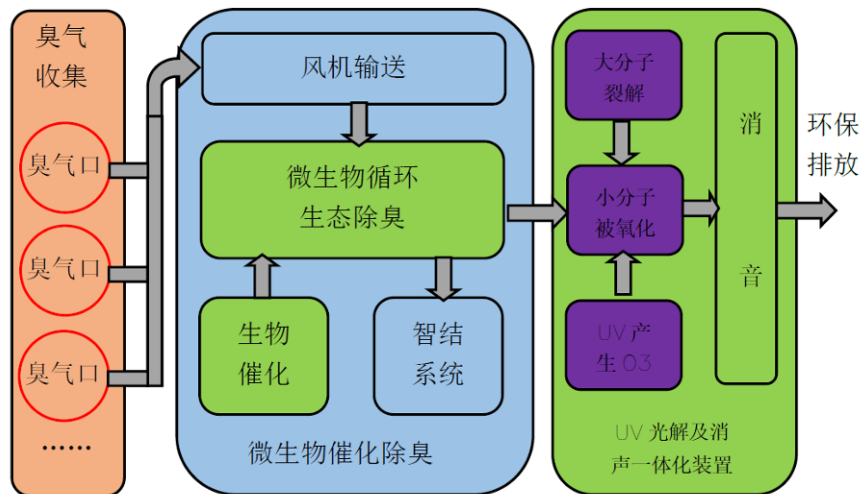 臭气
收集
臭气口
臭气口
臭气口
……
风机输送
微生物循环
生态除臭
生物
催化
智结
系统
微生物催化除臭
大分子
裂解
小分子
被氧化
UV产
生O3
消
音
UV光解及消
声一体化装置
环保
排放